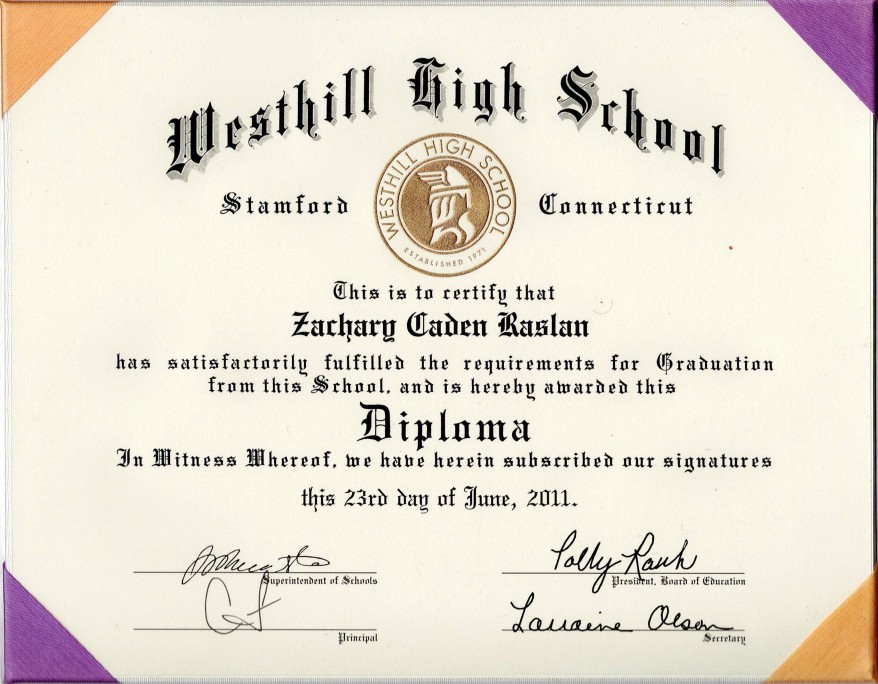 Westhill High School
Stamford Connecticut
WESTHILL HIGH SCHOOL
ESTABLISHED 1971
This is to certify that
Zachary Caden Raslan
has satisfactorily fulfilled the requirements for Graduation
from this School, and is hereby awarded this
Diploma
In Witness Whereof, we have herein subscribed our signatures
this 23rd day of June, 2011.
Polly Rauh
Superintendent of Schools President, Board of Education
Lorraine Olson
Principal Secretary